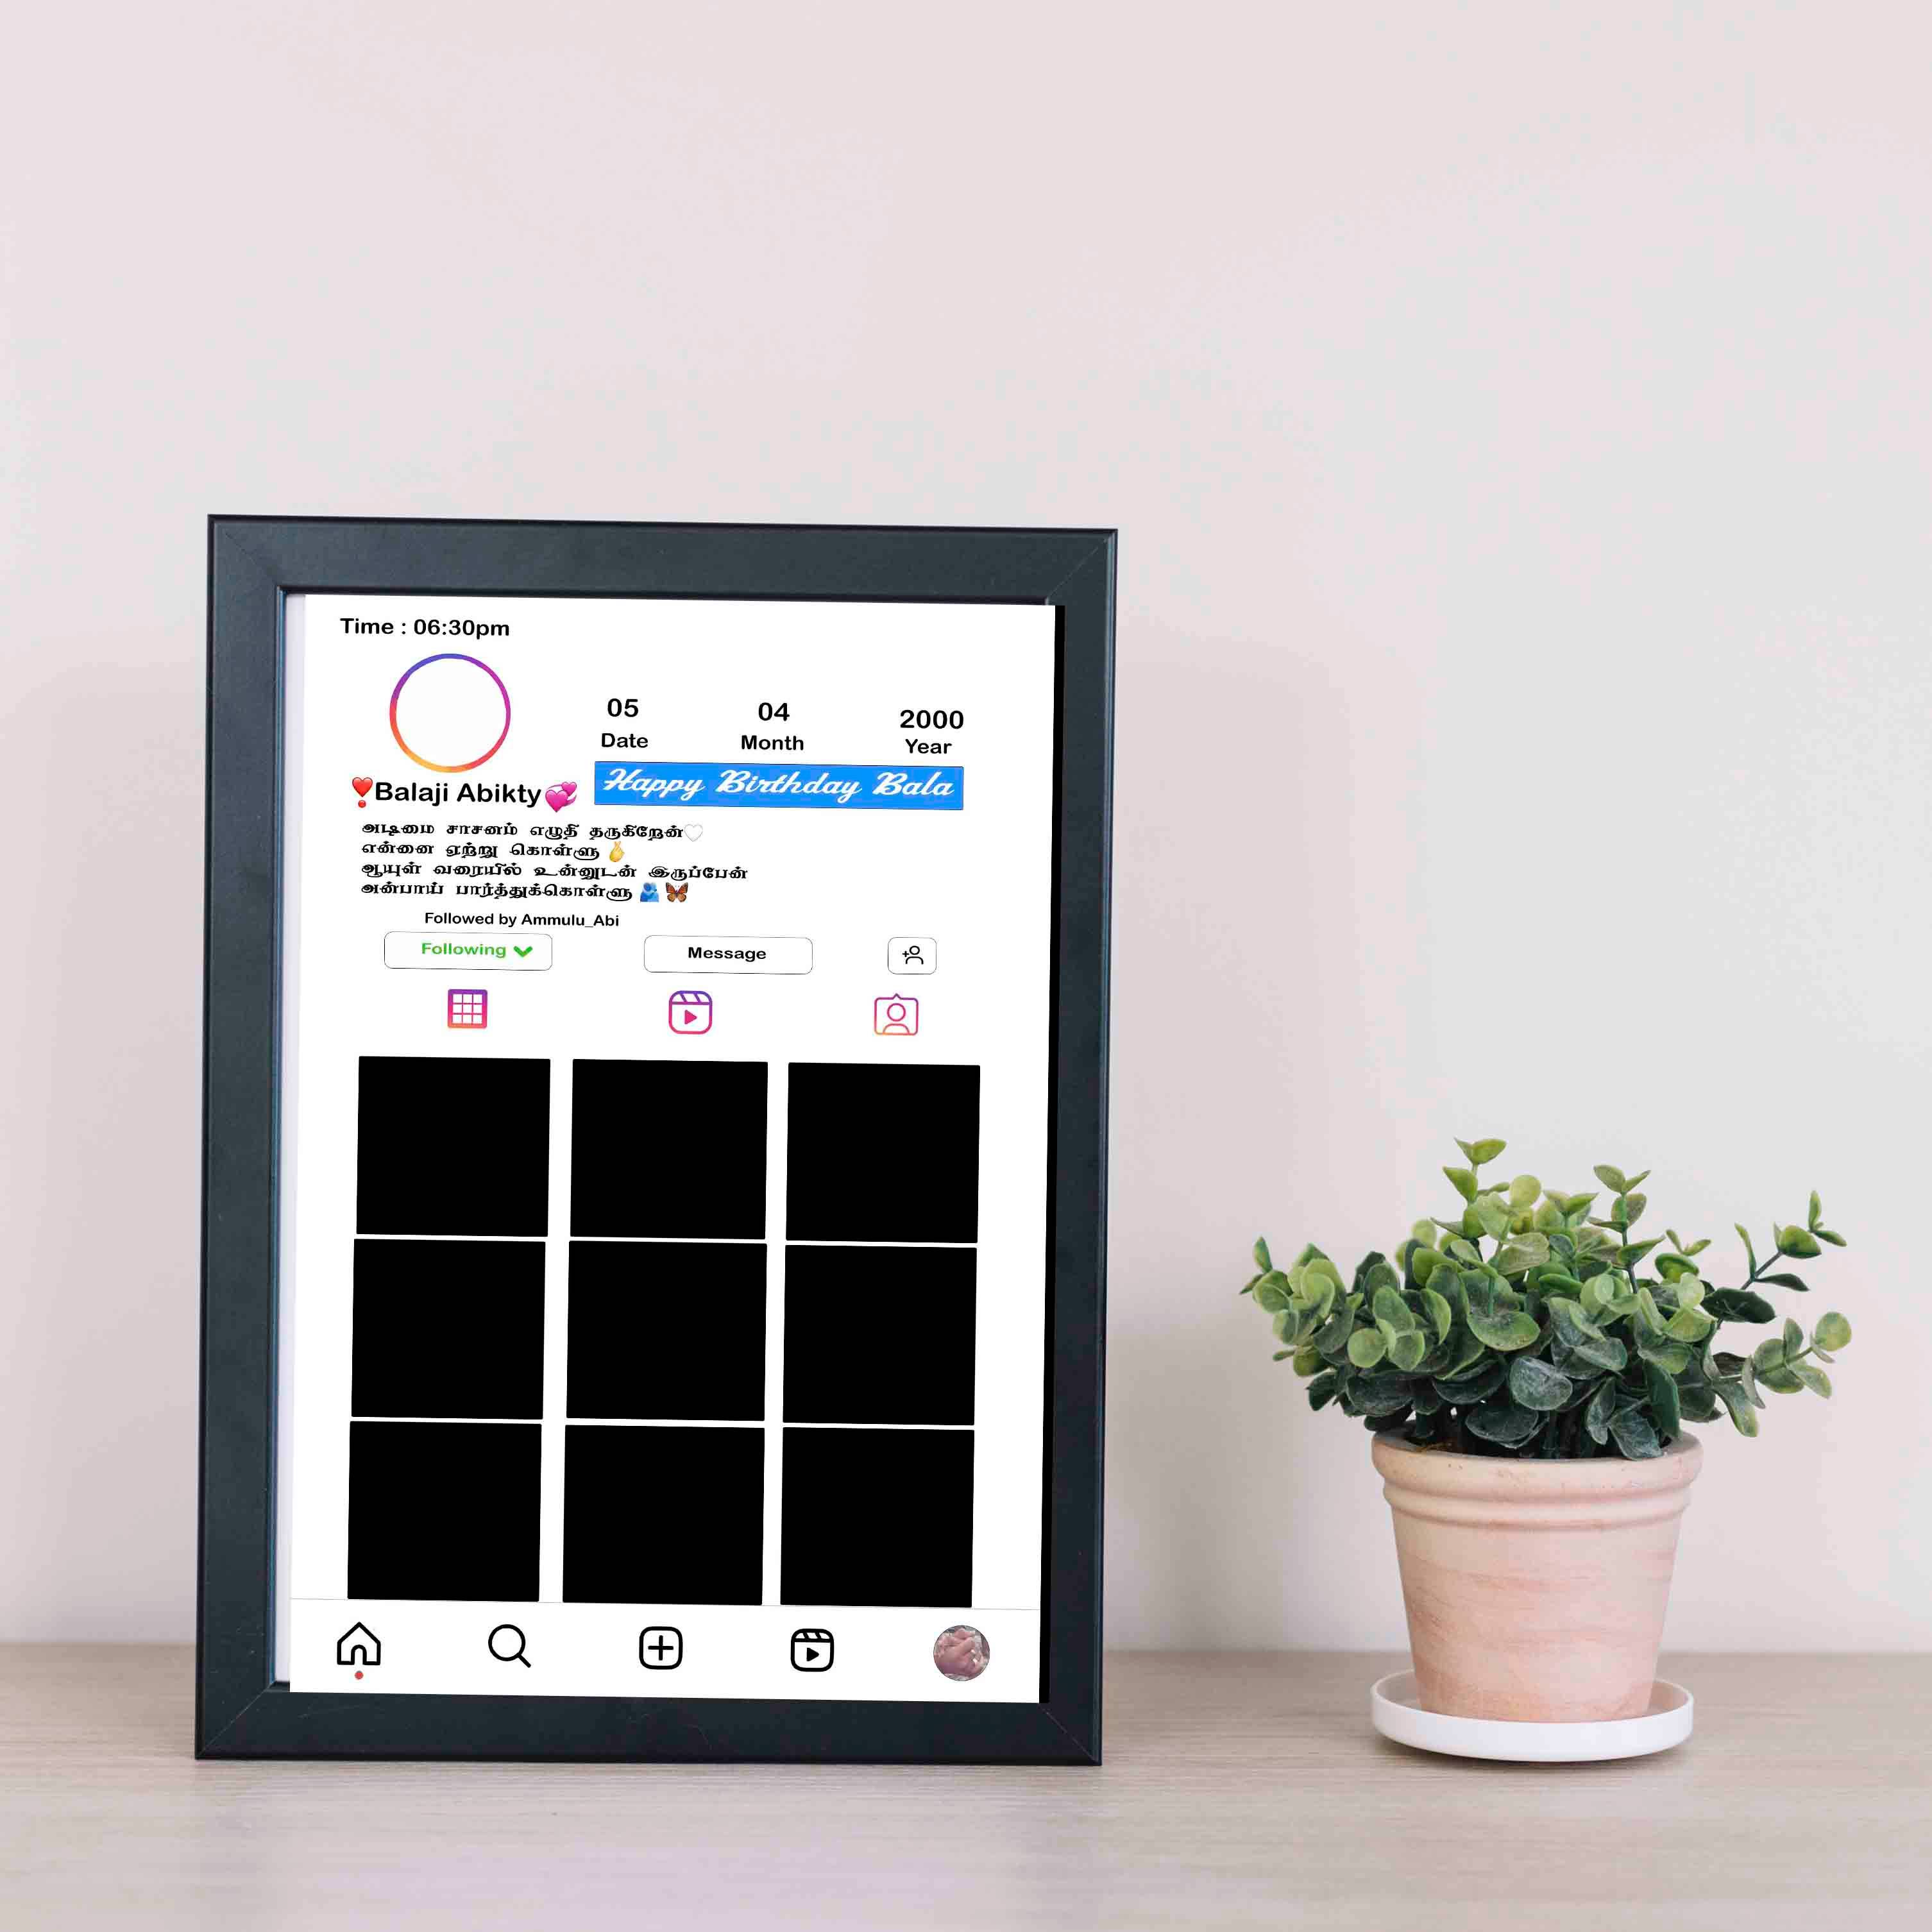 Time : 06:30pm
05 04 2000
Date Month Year
Happy Birthday Bala
Balaji Abikty
அடிமை சாசனம் எழுதி தருகிறேன்
என்னை ஏற்று கொள்ளு
ஆயுள் வரையில் உன்னுடன் இருப்பேன்
அன்பாய் பார்த்துக்கொள்ளு
Followed by Ammulu_Abi
Following Message